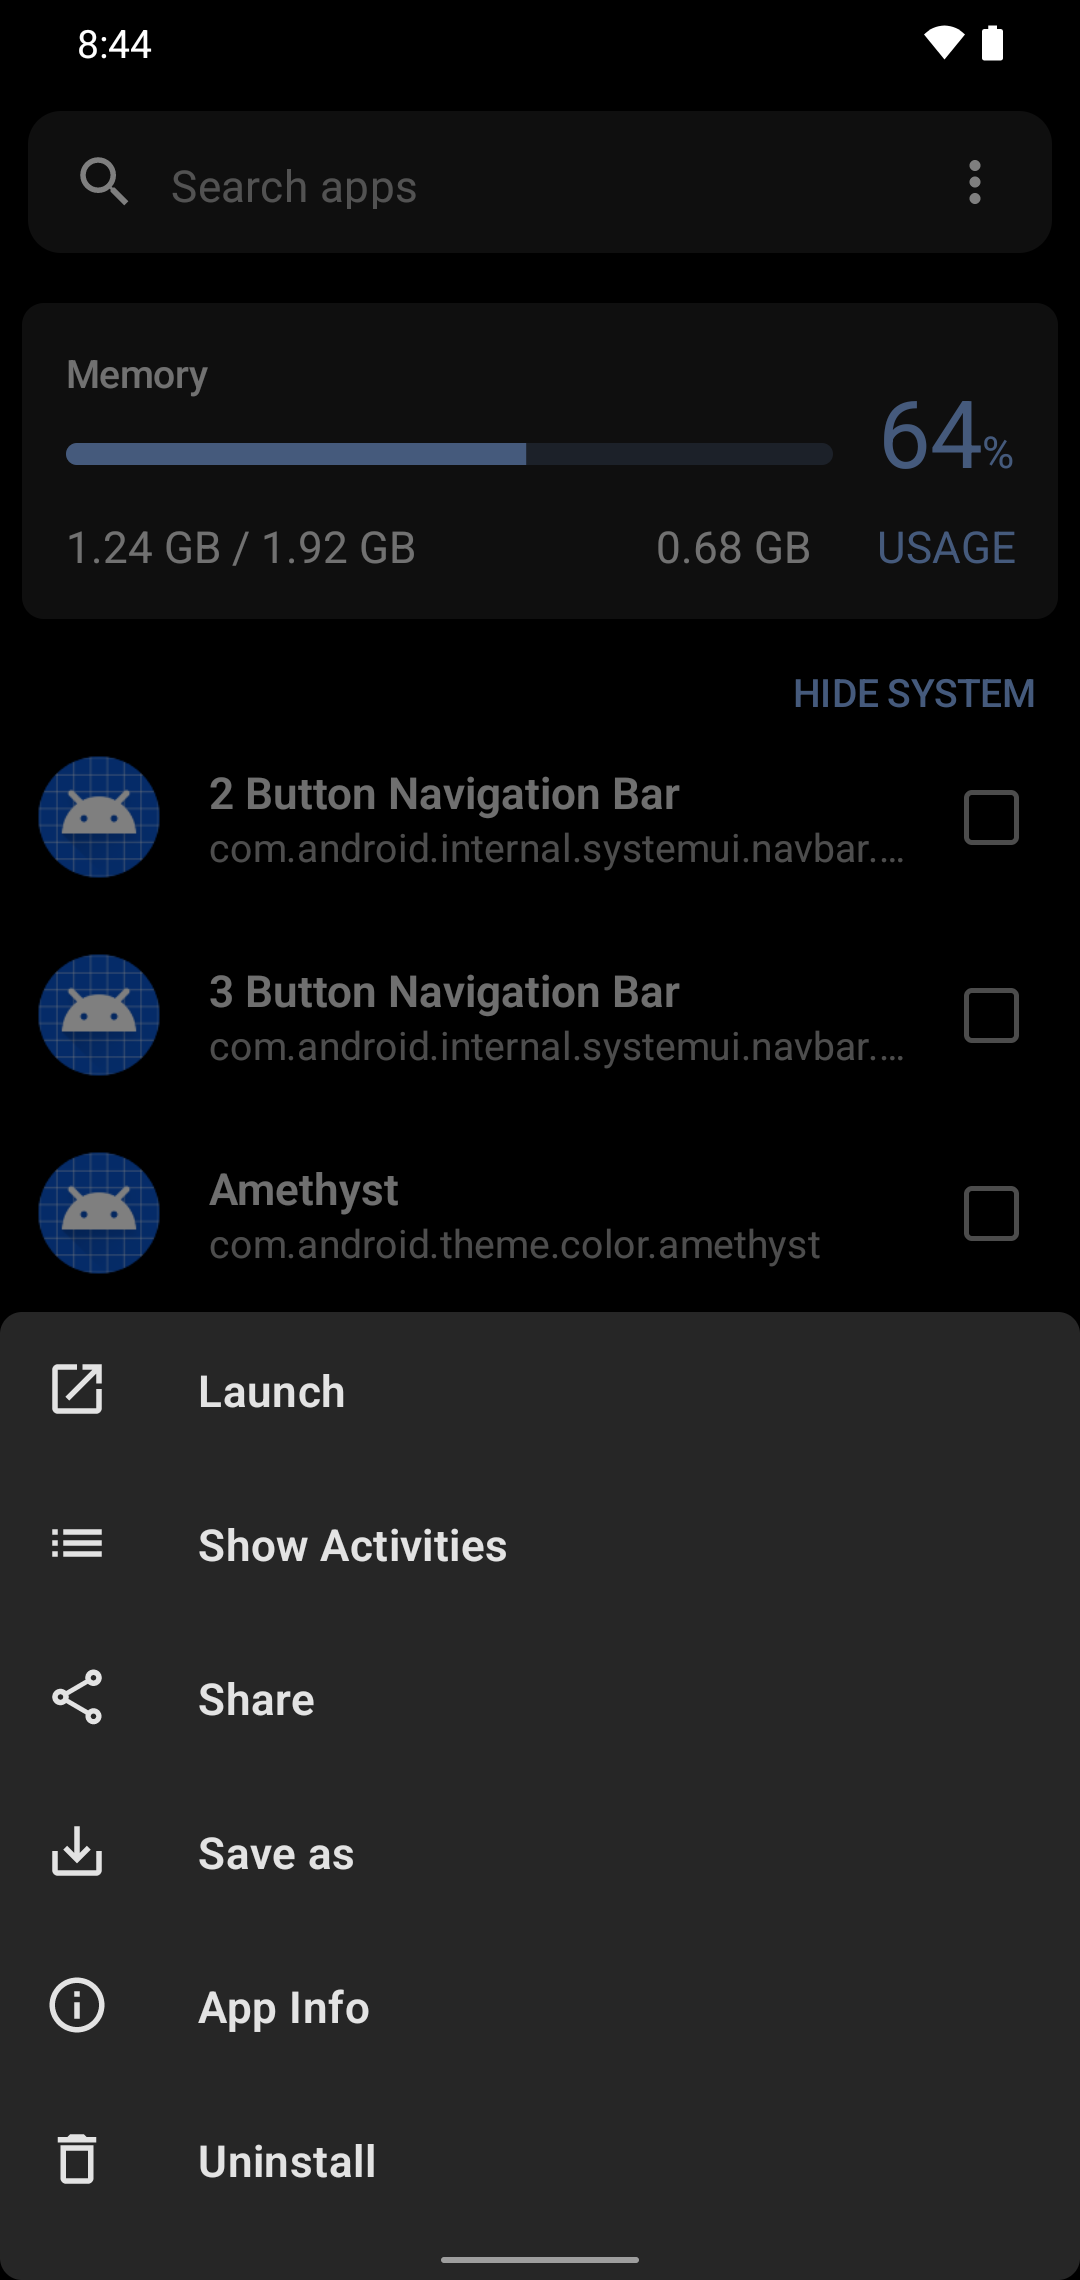 8:44
Search apps
Memory
64%
1.24 GB / 1.92 GB 0.68 GB USAGE
HIDE SYSTEM
2 Button Navigation Bar
com.android.internal.systemui.navbar.…
3 Button Navigation Bar
com.android.internal.systemui.navbar.…
Amethyst
com.android.theme.color.amethyst
Launch
Show Activities
Share
Save as
App Info
Uninstall